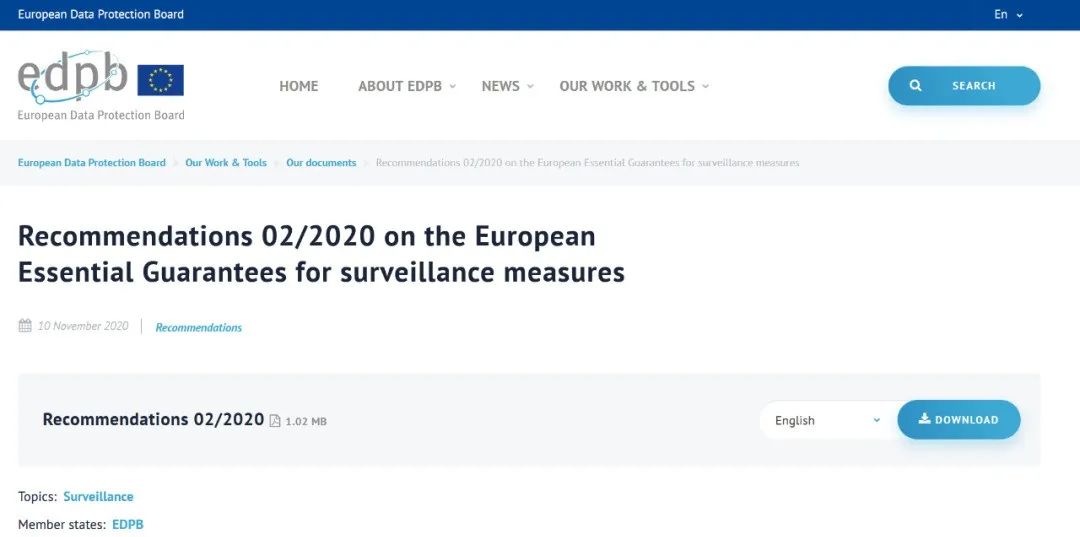 European Data Protection Board
En
edpb
European Data Protection Board
HOME
ABOUT EDPB
NEWS
OUR WORK & TOOLS
SEARCH
European Data Protection Board
Our Work & Tools
Our documents
Recommendations 02/2020 on the European Essential Guarantees for surveillance measures
Recommendations 02/2020 on the European
Essential Guarantees for surveillance measures
10 November 2020
Recommendations
Recommendations 02/2020
1.02 MB
English
DOWNLOAD
Topics: Surveillance
Member states: EDPB